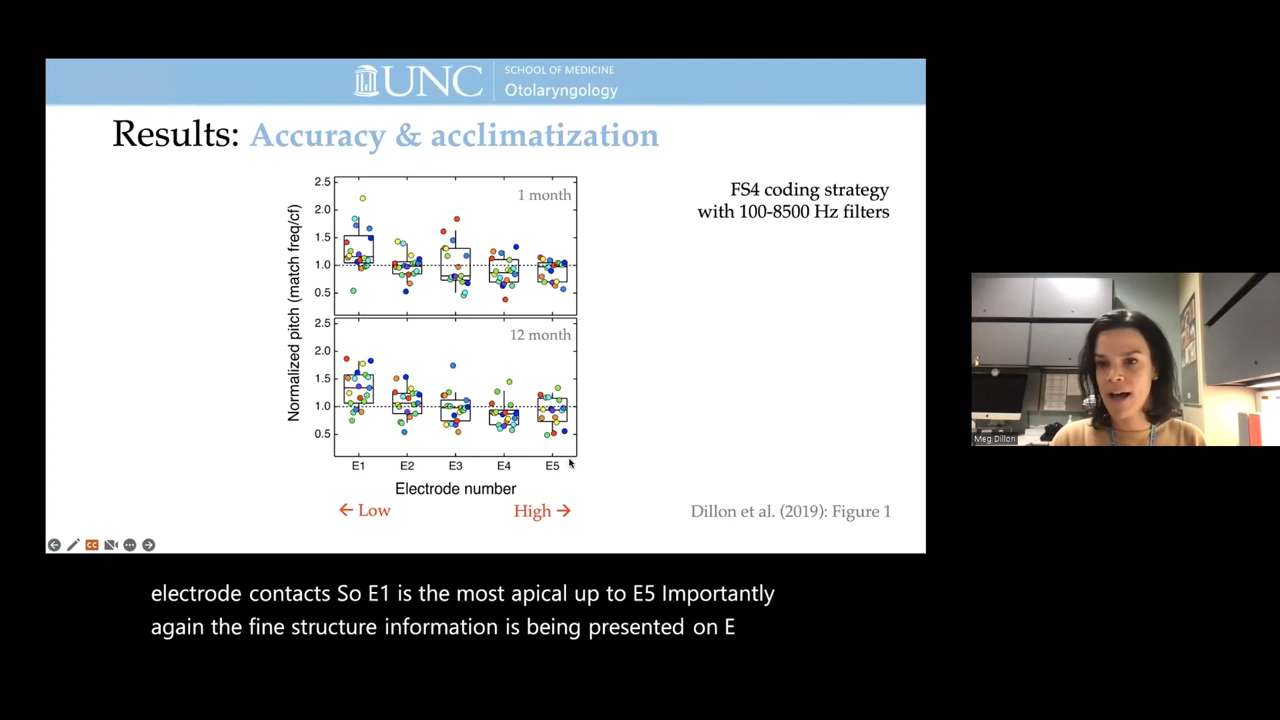 UNC
SCHOOL OF MEDICINE
Otolaryngology
Results: Accuracy & acclimatization
FS4 coding strategy
with 100-8500 Hz filters
Normalized pitch (match freq/cf)
2.5
2.0
1.5
1.0
0.5
1 month
2.5
2.0
1.5
1.0
0.5
12 month
E1 E2 E3 E4 E5
Electrode number
← Low High →
Dillon et al. (2019): Figure 1
CC
Meg Dillon
electrode contacts So E1 is the most apical up to E5 Importantly
again the fine structure information is being presented on E